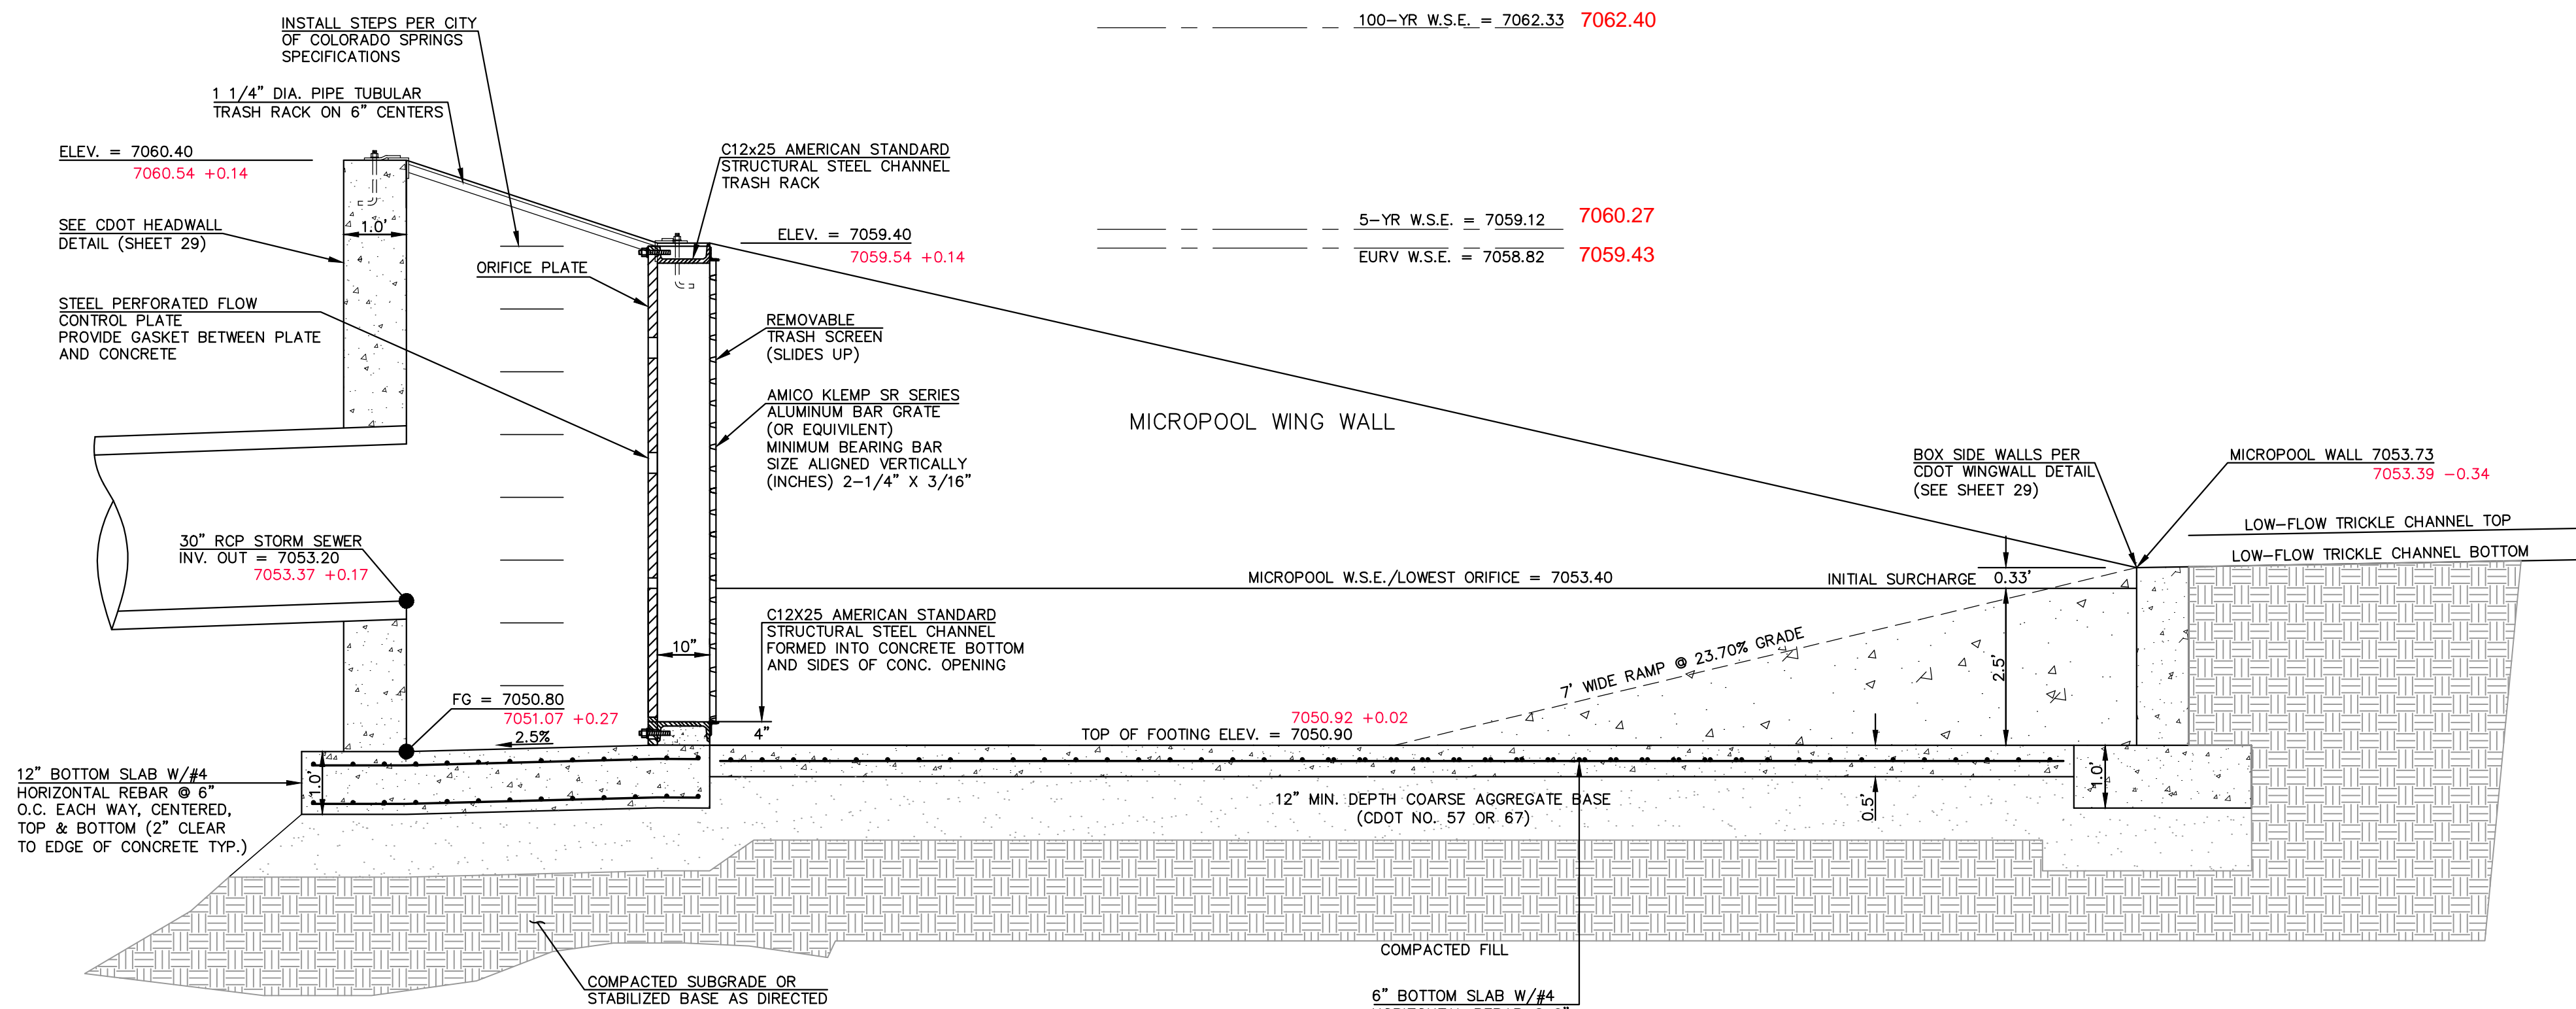 INSTALL STEPS PER CITY
OF COLORADO SPRINGS
SPECIFICATIONS
100-YR W.S.E. = 7062.33 7062.40
1 1/4" DIA. PIPE TUBULAR
TRASH RACK ON 6" CENTERS
ELEV. = 7060.40
7060.54 +0.14
C12x25 AMERICAN STANDARD
STRUCTURAL STEEL CHANNEL
TRASH RACK
SEE CDOT HEADWALL
DETAIL (SHEET 29)
1.0'
ELEV. = 7059.40
7059.54 +0.14
5-YR W.S.E. = 7059.12 7060.27
EURV W.S.E. = 7058.82 7059.43
ORIFICE PLATE
STEEL PERFORATED FLOW
CONTROL PLATE
PROVIDE GASKET BETWEEN PLATE
AND CONCRETE
REMOVABLE
TRASH SCREEN
(SLIDES UP)
AMICO KLEMP SR SERIES
ALUMINUM BAR GRATE
(OR EQUIVILENT)
MINIMUM BEARING BAR
SIZE ALIGNED VERTICALLY
(INCHES) 2-1/4" X 3/16"
MICROPOOL WING WALL
BOX SIDE WALLS PER
CDOT WINGWALL DETAIL
(SEE SHEET 29)
MICROPOOL WALL 7053.73
7053.39 -0.34
LOW-FLOW TRICKLE CHANNEL TOP
LOW-FLOW TRICKLE CHANNEL BOTTOM
30" RCP STORM SEWER
INV. OUT = 7053.20
7053.37 +0.17
MICROPOOL W.S.E./LOWEST ORIFICE = 7053.40
INITIAL SURCHARGE 0.33'
C12X25 AMERICAN STANDARD
STRUCTURAL STEEL CHANNEL
FORMED INTO CONCRETE BOTTOM
AND SIDES OF CONC. OPENING
10"
7' WIDE RAMP @ 23.70% GRADE
2.5'
FG = 7050.80
7051.07 +0.27
2.5%
4"
7050.92 +0.02
TOP OF FOOTING ELEV. = 7050.90
12" BOTTOM SLAB W/#4
HORIZONTAL REBAR @ 6"
O.C. EACH WAY, CENTERED,
TOP & BOTTOM (2" CLEAR
TO EDGE OF CONCRETE TYP.)
1.0'
12" MIN. DEPTH COARSE AGGREGATE BASE
(CDOT NO. 57 OR 67)
0.5'
1.0'
COMPACTED FILL
COMPACTED SUBGRADE OR
STABILIZED BASE AS DIRECTED
6" BOTTOM SLAB W/#4